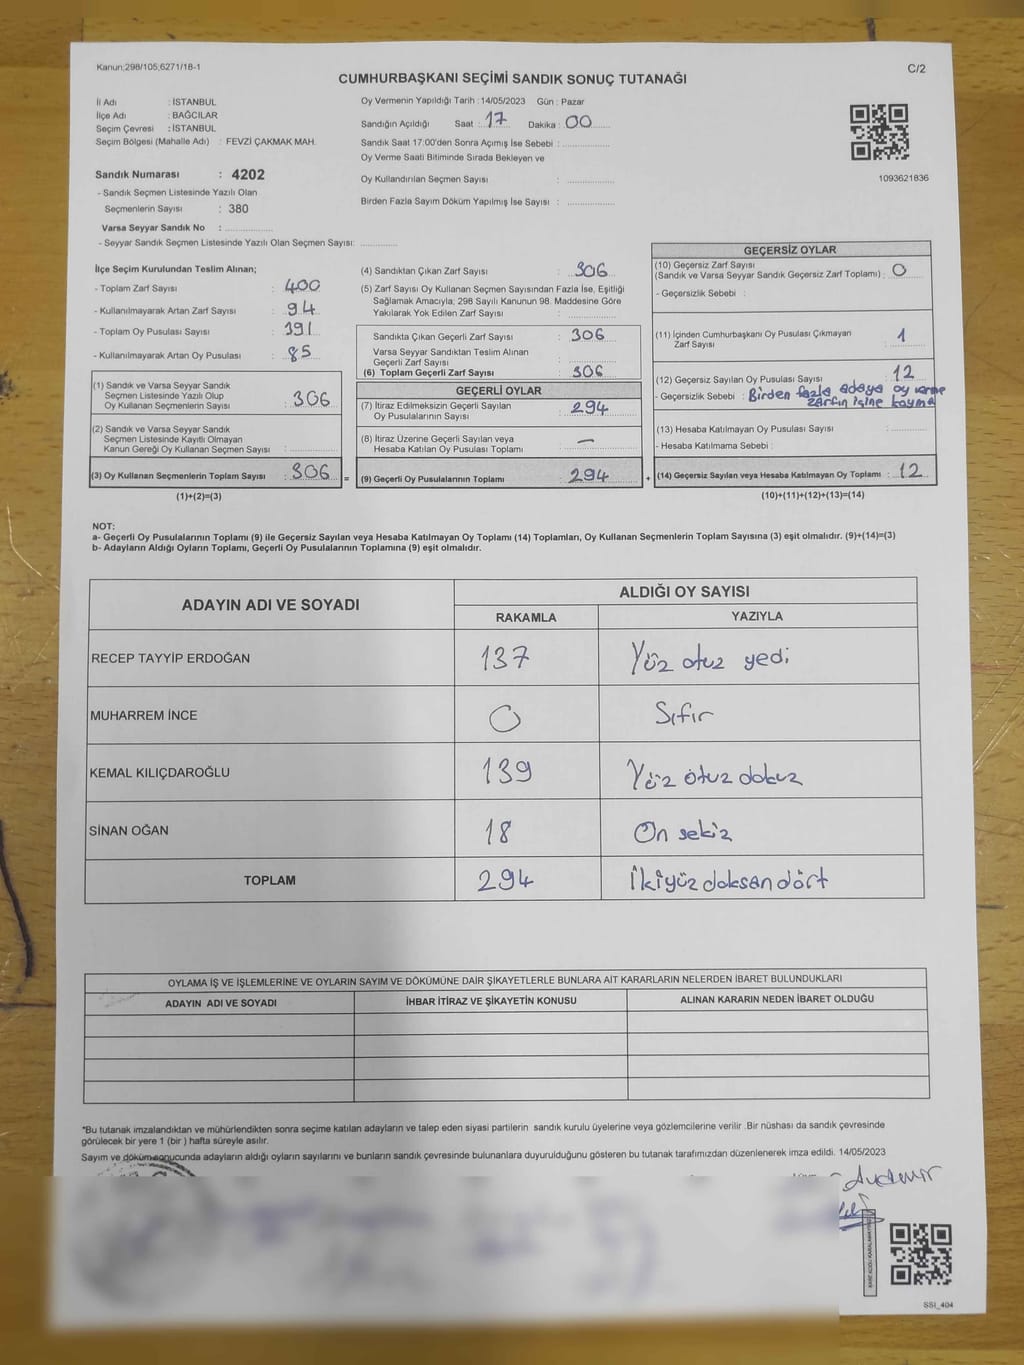 Kanun:298/105;6271/18-1
C/2
CUMHURBAŞKANI SEÇİMİ SANDIK SONUÇ TUTANAĞI
İl Adı : İSTANBUL
İlçe Adı : BAĞCILAR
Seçim Çevresi : İSTANBUL
Seçim Bölgesi (Mahalle Adı) : FEVZİ ÇAKMAK MAH.
Sandık Numarası : 4202
- Sandık Seçmen Listesinde Yazılı Olan
Seçmenlerin Sayısı : 380
Varsa Seyyar Sandık No :
- Seyyar Sandık Seçmen Listesinde Yazılı Olan Seçmen Sayısı:
Oy Vermenin Yapıldığı Tarih : 14/05/2023 Gün : Pazar
Sandığın Açıldığı Saat : 17 Dakika : 00
Sandık Saat 17:00'den Sonra Açımış İse Sebebi :
Oy Verme Saati Bitiminde Sırada Bekleyen ve
Oy Kullandırılan Seçmen Sayısı :
Birden Fazla Sayım Döküm Yapılmış İse Sayısı :
1093621836
İlçe Seçim Kurulundan Teslim Alınan;
- Toplam Zarf Sayısı : 400
- Kullanılmayarak Artan Zarf Sayısı : 94
- Toplam Oy Pusulası Sayısı : 391
- Kullanılmayarak Artan Oy Pusulası : 85
(1) Sandık ve Varsa Seyyar Sandık
Seçmen Listesinde Yazılı Olup
Oy Kullanan Seçmenlerin Sayısı : 306
(2) Sandık ve Varsa Seyyar Sandık
Seçmen Listesinde Kayıtlı Olmayan
Kanun Gereği Oy Kullanan Seçmen Sayısı :
(3) Oy Kullanan Seçmenlerin Toplam Sayısı : 306 =
(1)+(2)=(3)
(4) Sandıktan Çıkan Zarf Sayısı : 306
(5) Zarf Sayısı Oy Kullanan Seçmen Sayısından Fazla İse, Eşitliği
Sağlamak Amacıyla; 298 Sayılı Kanunun 98. Maddesine Göre
Yakılarak Yok Edilen Zarf Sayısı :
Sandıkta Çıkan Geçerli Zarf Sayısı : 306
Varsa Seyyar Sandıktan Teslim Alınan
Geçerli Zarf Sayısı :
(6) Toplam Geçerli Zarf Sayısı : 306
GEÇERLİ OYLAR
(7) İtiraz Edilmeksizin Geçerli Sayılan
Oy Pusulalarının Sayısı : 294
(8) İtiraz Üzerine Geçerli Sayılan veya
Hesaba Katılan Oy Pusulası Toplamı : —
(9) Geçerli Oy Pusulalarının Toplamı : 294 +
GEÇERSİZ OYLAR
(10) Geçersiz Zarf Sayısı
(Sandık ve Varsa Seyyar Sandık Geçersiz Zarf Toplamı) : 0
- Geçersizlik Sebebi :
(11) İçinden Cumhurbaşkanı Oy Pusulası Çıkmayan
Zarf Sayısı : 1
(12) Geçersiz Sayılan Oy Pusulası Sayısı : 12
- Geçersizlik Sebebi : Birden fazla adaya oy verme
zarfın içine koyma
(13) Hesaba Katılmayan Oy Pusulası Sayısı :
- Hesaba Katılmama Sebebi :
(14) Geçersiz Sayılan veya Hesaba Katılmayan Oy Toplamı : 12
(10)+(11)+(12)+(13)=(14)
NOT:
a- Geçerli Oy Pusulalarının Toplamı (9) ile Geçersiz Sayılan veya Hesaba Katılmayan Oy Toplamı (14) Toplamları, Oy Kullanan Seçmenlerin Toplam Sayısına (3) eşit olmalıdır. (9)+(14)=(3)
b- Adayların Aldığı Oyların Toplamı, Geçerli Oy Pusulalarının Toplamına (9) eşit olmalıdır.
ADAYIN ADI VE SOYADI
ALDIĞI OY SAYISI
RAKAMLA YAZIYLA
RECEP TAYYİP ERDOĞAN 137 Yüz otuz yedi
MUHARREM İNCE 0 Sıfır
KEMAL KILIÇDAROĞLU 139 Yüz otuz dokuz
SİNAN OĞAN 18 On sekiz
TOPLAM 294 İkiyüz doksan dört
OYLAMA İŞ VE İŞLEMLERİNE VE OYLARIN SAYIM VE DÖKÜMÜNE DAİR ŞİKAYETLERLE BUNLARA AİT KARARLARIN NELERDEN İBARET BULUNDUKLARI
ADAYIN ADI VE SOYADI İHBAR İTİRAZ VE ŞİKAYETİN KONUSU ALINAN KARARIN NEDEN İBARET OLDUĞU
*Bu tutanak imzalandıktan ve mühürlendikten sonra seçime katılan adayların ve talep eden siyasi partilerin sandık kurulu üyelerine veya gözlemcilerine verilir .Bir nüshası da sandık çevresinde
görülecek bir yere 1 (bir ) hafta süreyle asılır.
Sayım ve döküm sonucunda adayların aldığı oyların sayılarını ve bunların sandık çevresinde bulunanlara duyurulduğunu gösteren bu tutanak tarafımızdan düzenlenerek imza edildi. 14/05/2023
SSI_404